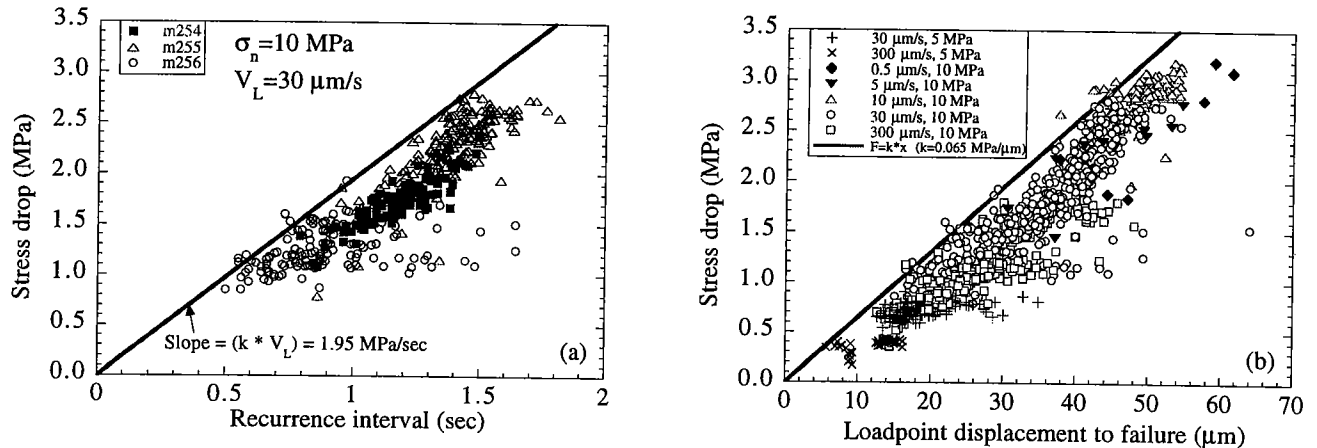 3.5
3.0
2.5
2.0
1.5
1.0
0.5
0.0
Stress drop (MPa)
m254
m255
m256
σn=10 MPa
VL=30 μm/s
Slope = (k * VL) = 1.95 MPa/sec
(a)
0
0.5
1
1.5
2
Recurrence interval (sec)
3.5
3.0
2.5
2.0
1.5
1.0
0.5
0.0
Stress drop (MPa)
30 μm/s, 5 MPa
300 μm/s, 5 MPa
0.5 μm/s, 10 MPa
5 μm/s, 10 MPa
10 μm/s, 10 MPa
30 μm/s, 10 MPa
300 μm/s, 10 MPa
F=k*x (k=0.065 MPa/μm)
(b)
0
10
20
30
40
50
60
70
Loadpoint displacement to failure (μm)